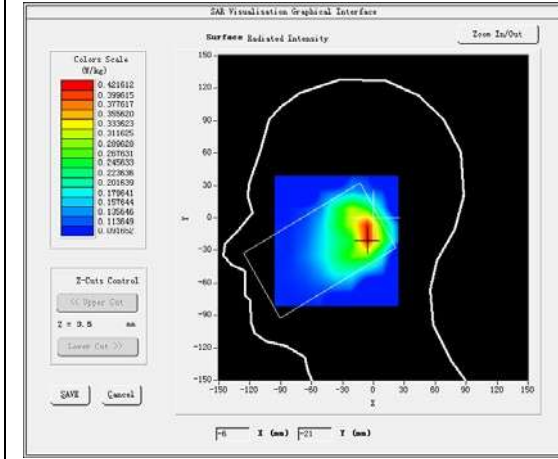 SAR Visualisation Graphical Interface
Surface Radiated Intensity
Zoom In/Out
Colors Scale
(W/kg)
0.421612
0.399615
0.377617
0.355620
0.333623
0.311625
0.289628
0.267631
0.245633
0.223636
0.201639
0.179641
0.157644
0.135646
0.113649
0.091652
150
120
90
60
30
0
-30
-60
-90
-120
-150
Y
-150 -120 -90 -60 -30 0 30 60 90 120 150
X
Z-Cuts Control
<< Upper Cut
Z = 3.5 mm
Lower Cut >>
SAVE Cancel
-6 X (mm) -21 Y (mm)